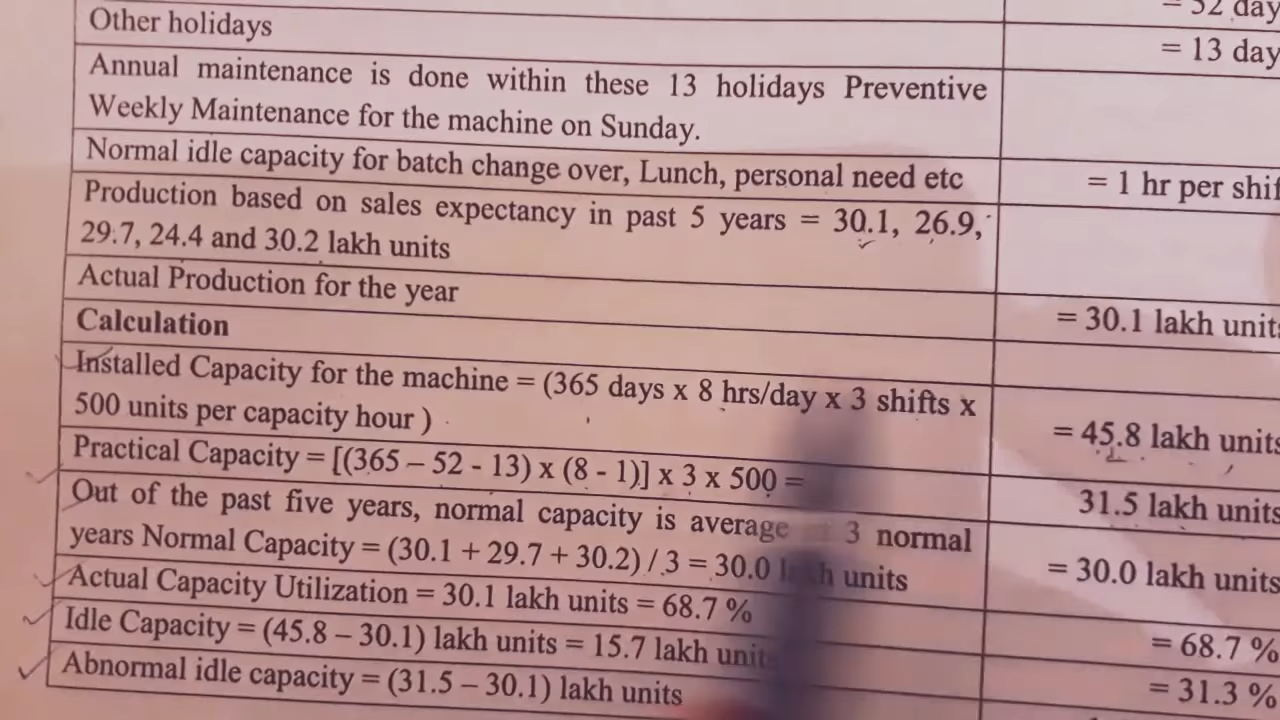 = 52 day
Other holidays
= 13 day
Annual maintenance is done within these 13 holidays Preventive
Weekly Maintenance for the machine on Sunday.
Normal idle capacity for batch change over, Lunch, personal need etc
= 1 hr per shif
Production based on sales expectancy in past 5 years = 30.1, 26.9,
29.7, 24.4 and 30.2 lakh units
Actual Production for the year
= 30.1 lakh units
Calculation
Installed Capacity for the machine = (365 days x 8 hrs/day x 3 shifts x
500 units per capacity hour )
= 45.8 lakh units
Practical Capacity = [(365 – 52 - 13) x (8 - 1)] x 3 x 500 =
31.5 lakh units
Out of the past five years, normal capacity is average 3 normal
years Normal Capacity = (30.1 + 29.7 + 30.2) / 3 = 30.0 lakh units
= 30.0 lakh units
Actual Capacity Utilization = 30.1 lakh units = 68.7 %
= 68.7 %
Idle Capacity = (45.8 – 30.1) lakh units = 15.7 lakh units
= 31.3 %
Abnormal idle capacity = (31.5 – 30.1) lakh units